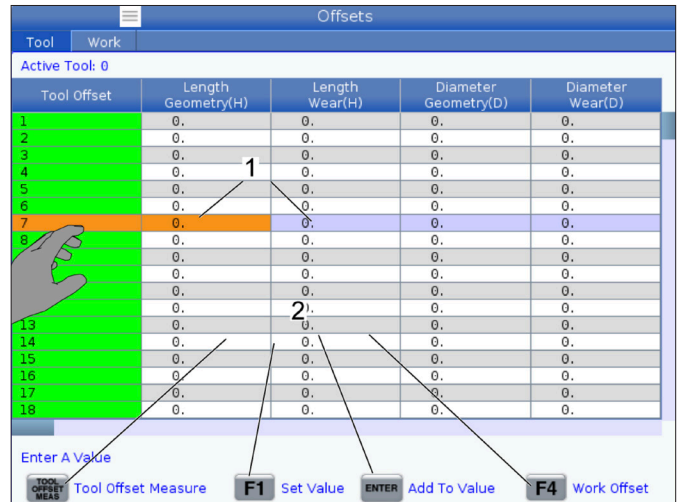 Offsets
Tool Work
Active Tool: 0
Tool Offset Length Geometry(H) Length Wear(H) Diameter Geometry(D) Diameter Wear(D)
1 0. 0. 0. 0.
2 0. 0. 0. 0.
3 0. 0. 0. 0.
4 0. 0. 0. 0.
1
5 0. 0. 0. 0.
6 0. 0. 0. 0.
7 0. 0. 0. 0.
8 0. 0. 0. 0.
0. 0. 0. 0.
0. 0. 0. 0.
0. 0. 0. 0.
0. 2 0. 0.
13 0. 0. 0. 0.
14 0. 0. 0. 0.
15 0. 0. 0. 0.
16 0. 0. 0. 0.
17 0. 0. 0. 0.
18 0. 0. 0. 0.
Enter A Value
TOOL OFFSET MEAS Tool Offset Measure F1 Set Value ENTER Add To Value F4 Work Offset